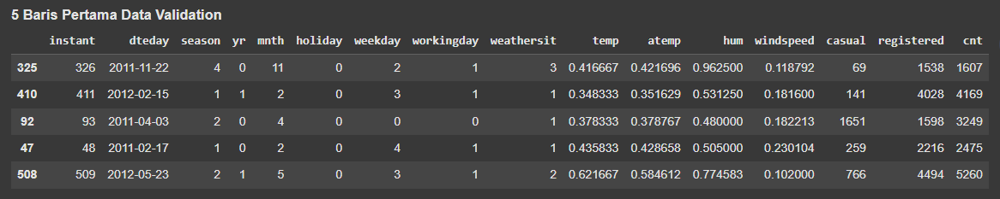 5 Baris Pertama Data Validation
instant dteday season yr mnth holiday weekday workingday weathersit temp atemp hum windspeed casual registered cnt
325 326 2011-11-22 4 0 11 0 2 1 3 0.416667 0.421696 0.962500 0.118792 69 1538 1607
410 411 2012-02-15 1 1 2 0 3 1 1 0.348333 0.351629 0.531250 0.181600 141 4028 4169
92 93 2011-04-03 2 0 4 0 0 0 1 0.378333 0.378767 0.480000 0.182213 1651 1598 3249
47 48 2011-02-17 1 0 2 0 4 1 1 0.435833 0.428658 0.505000 0.230104 259 2216 2475
508 509 2012-05-23 2 1 5 0 3 1 2 0.621667 0.584612 0.774583 0.102000 766 4494 5260